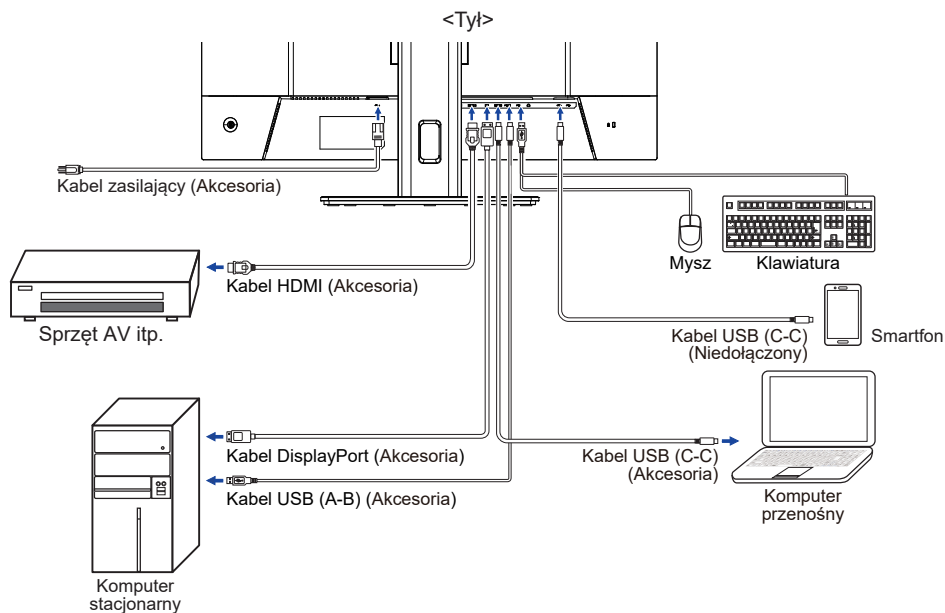 <Tył>
Kabel zasilający (Akcesoria)
Mysz
Klawiatura
Kabel HDMI (Akcesoria)
Sprzęt AV itp.
Kabel USB (C-C)
(Niedołączony)
Smartfon
Kabel DisplayPort (Akcesoria)
Kabel USB (C-C)
(Akcesoria)
Kabel USB (A-B) (Akcesoria)
Komputer
przenośny
Komputer
stacjonarny